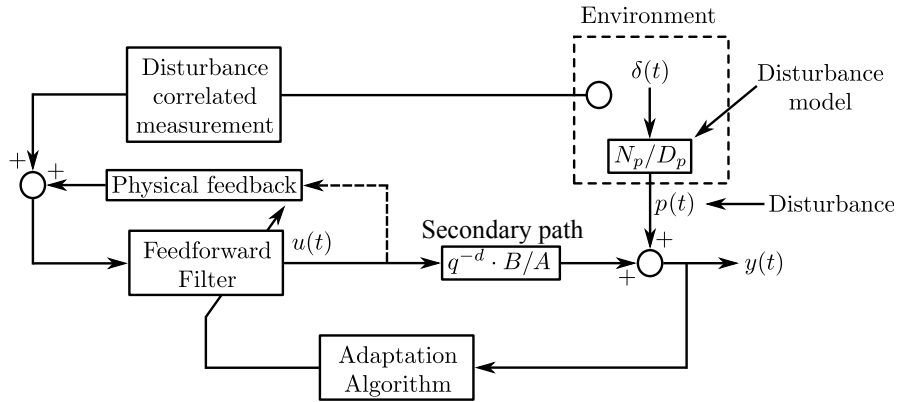 Environment
Disturbance
correlated
measurement
δ(t)
Disturbance
model
N_p/D_p
+
+
Physical feedback
p(t)
Disturbance
Feedforward
Filter
u(t)
Secondary path
q^{-d} · B/A
+
+
y(t)
Adaptation
Algorithm